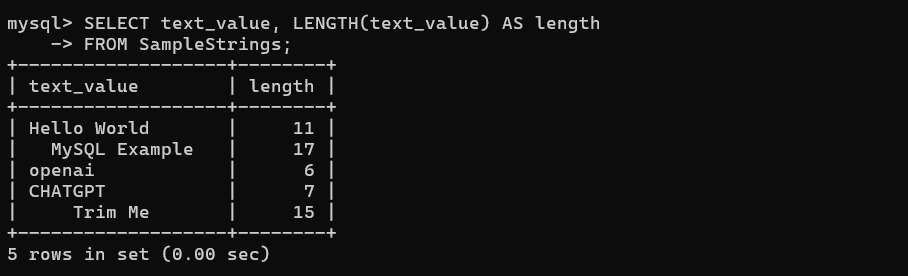 mysql> SELECT text_value, LENGTH(text_value) AS length
    -> FROM SampleStrings;
+-------------------+--------+
| text_value        | length |
+-------------------+--------+
| Hello World       |     11 |
|   MySQL Example   |     17 |
| openai            |      6 |
| CHATGPT           |      7 |
|     Trim Me       |     15 |
+-------------------+--------+
5 rows in set (0.00 sec)